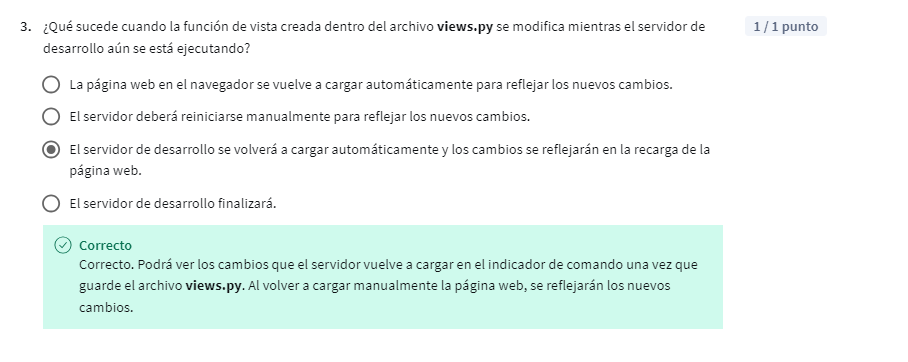 3. ¿Qué sucede cuando la función de vista creada dentro del archivo views.py se modifica mientras el servidor de
desarrollo aún se está ejecutando?
1 / 1 punto
La página web en el navegador se vuelve a cargar automáticamente para reflejar los nuevos cambios.
El servidor deberá reiniciarse manualmente para reflejar los nuevos cambios.
El servidor de desarrollo se volverá a cargar automáticamente y los cambios se reflejarán en la recarga de la
página web.
El servidor de desarrollo finalizará.
Correcto
Correcto. Podrá ver los cambios que el servidor vuelve a cargar en el indicador de comando una vez que
guarde el archivo views.py. Al volver a cargar manualmente la página web, se reflejarán los nuevos
cambios.